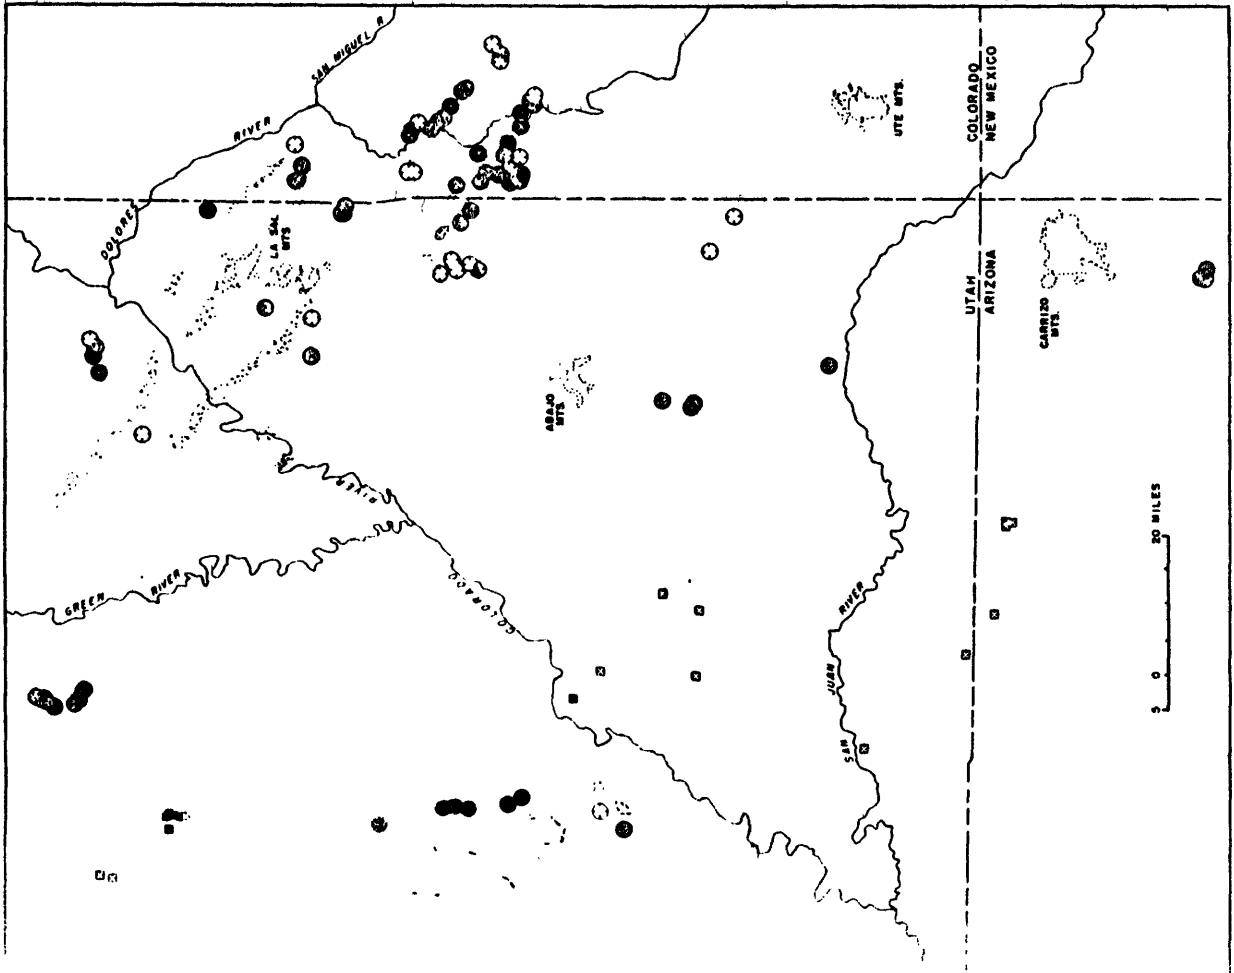 SAN MIGUEL R
RIVER
DOLORES
LA SAL
MTS
UTE MTS.
COLORADO
NEW MEXICO
UTAH
ARIZONA
CARRIZO
MTS.
ABAJO
MTS.
RIVER
GREEN RIVER
COLORADO
RIVER
JUAN
SAN
5 0 20 MILES